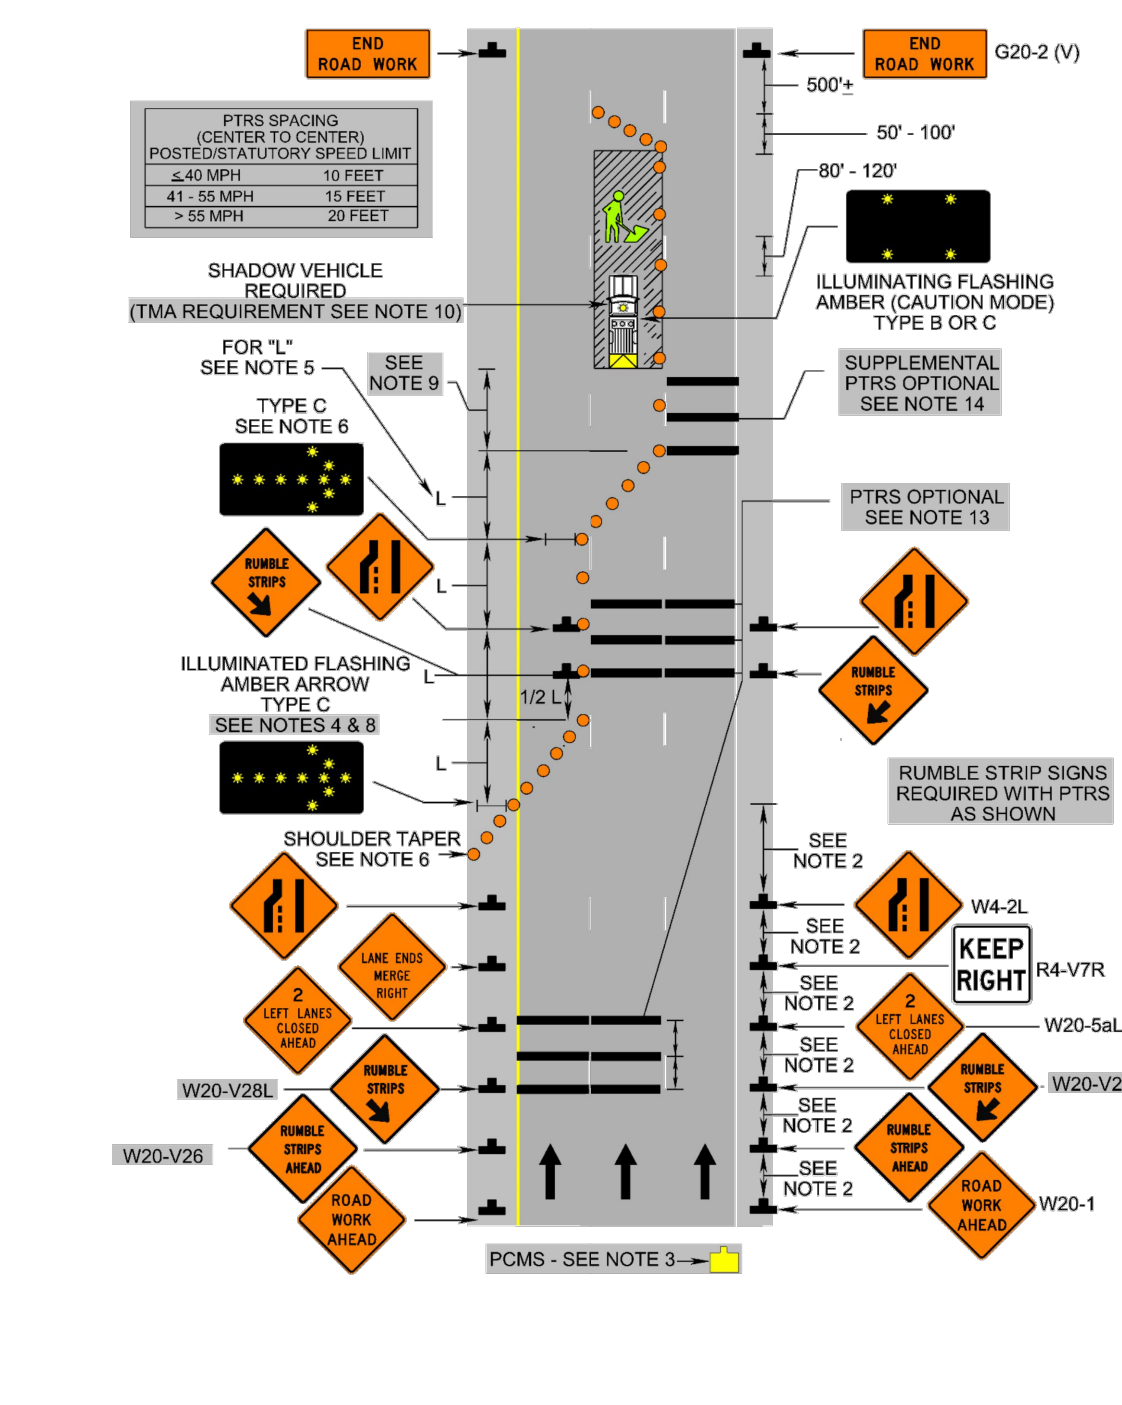 END
ROAD WORK
END
ROAD WORK
G20-2 (V)
500'±
PTRS SPACING
(CENTER TO CENTER)
POSTED/STATUTORY SPEED LIMIT
≤40 MPH 10 FEET
41 - 55 MPH 15 FEET
> 55 MPH 20 FEET
50' - 100'
80' - 120'
SHADOW VEHICLE
REQUIRED
(TMA REQUIREMENT SEE NOTE 10)
ILLUMINATING FLASHING
AMBER (CAUTION MODE)
TYPE B OR C
FOR "L"
SEE NOTE 5
SEE
NOTE 9
SUPPLEMENTAL
PTRS OPTIONAL
SEE NOTE 14
TYPE C
SEE NOTE 6
L
PTRS OPTIONAL
SEE NOTE 13
RUMBLE
STRIPS
L
ILLUMINATED FLASHING
AMBER ARROW
TYPE C
SEE NOTES 4 & 8
L
1/2 L
RUMBLE
STRIPS
L
RUMBLE STRIP SIGNS
REQUIRED WITH PTRS
AS SHOWN
SHOULDER TAPER
SEE NOTE 6
SEE
NOTE 2
W4-2L
SEE
NOTE 2
LANE ENDS
MERGE
RIGHT
KEEP
RIGHT
R4-V7R
SEE
NOTE 2
2
LEFT LANES
CLOSED
AHEAD
2
LEFT LANES
CLOSED
AHEAD
W20-5aL
SEE
NOTE 2
W20-V28L
RUMBLE
STRIPS
RUMBLE
STRIPS
W20-V2
SEE
NOTE 2
W20-V26
RUMBLE
STRIPS
AHEAD
RUMBLE
STRIPS
AHEAD
SEE
NOTE 2
ROAD
WORK
AHEAD
ROAD
WORK
AHEAD
W20-1
PCMS - SEE NOTE 3